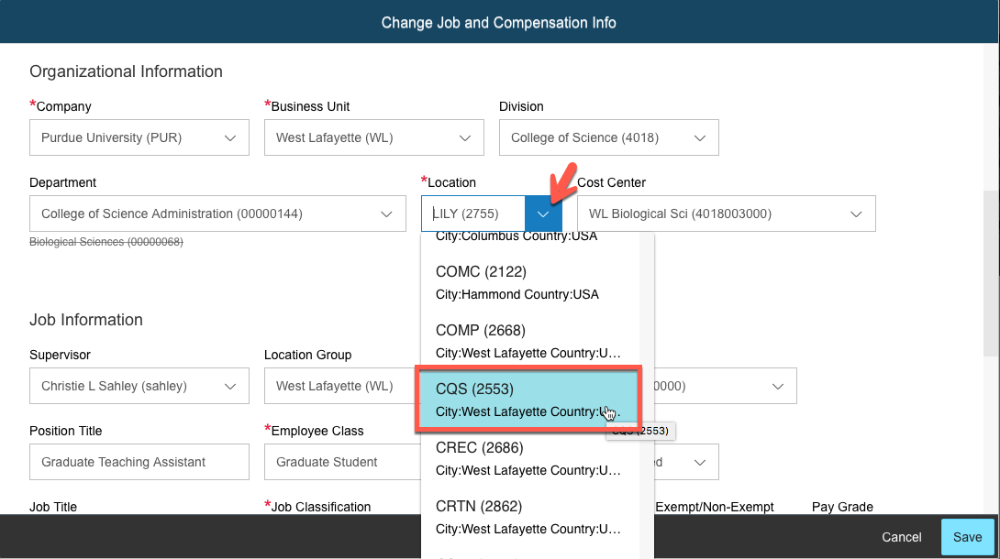 Change Job and Compensation Info
Organizational Information
*Company
*Business Unit
Division
Purdue University (PUR)
West Lafayette (WL)
College of Science (4018)
Department
*Location
Cost Center
College of Science Administration (00000144)
LILY (2755)
WL Biological Sci (4018003000)
Biological Sciences (00000068)
City:Columbus Country:USA
COMC (2122)
City:Hammond Country:USA
COMP (2668)
City:West Lafayette Country:U...
CQS (2553)
City:West Lafayette Country:U...
CQS (2553)
CREC (2686)
City:West Lafayette Country:U...
CRTN (2862)
City:West Lafayette Country:U...
Job Information
Supervisor
Location Group
Christie L Sahley (sahley)
West Lafayette (WL)
0000)
Position Title
*Employee Class
Graduate Teaching Assistant
Graduate Student
ed
Job Title
*Job Classification
Exempt/Non-Exempt
Pay Grade
Cancel
Save